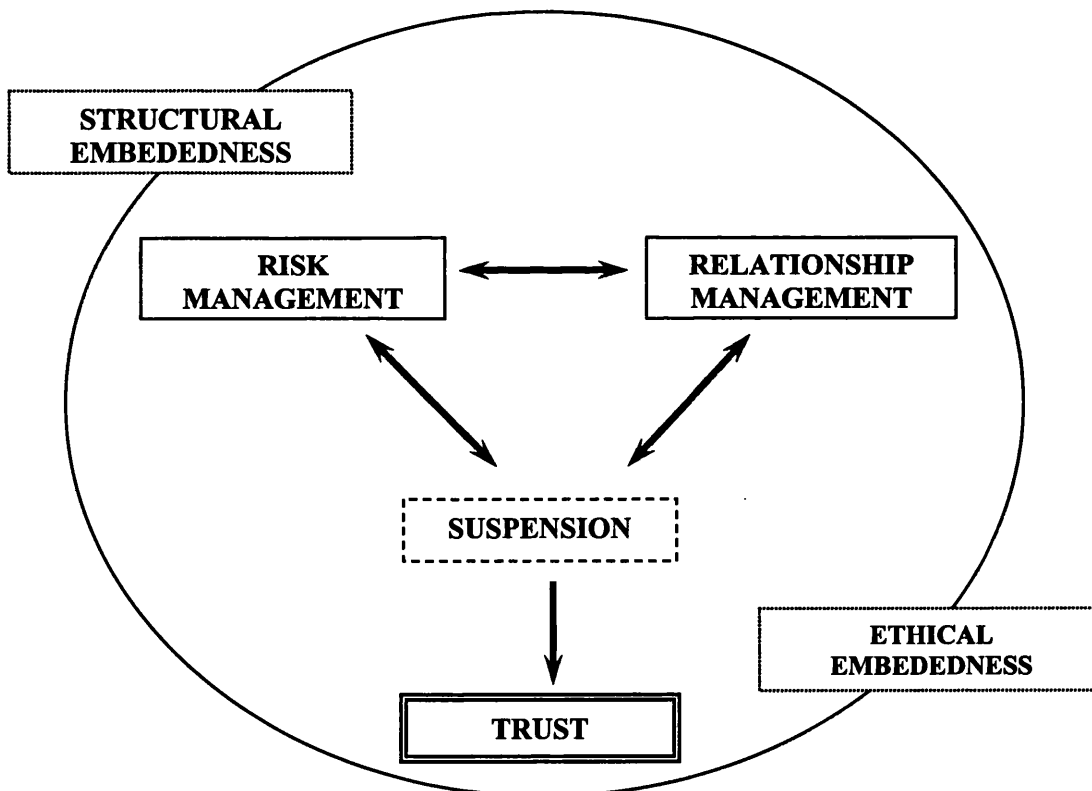 STRUCTURAL
EMBEDEDNESS
RISK
MANAGEMENT
RELATIONSHIP
MANAGEMENT
SUSPENSION
ETHICAL
EMBEDEDNESS
TRUST